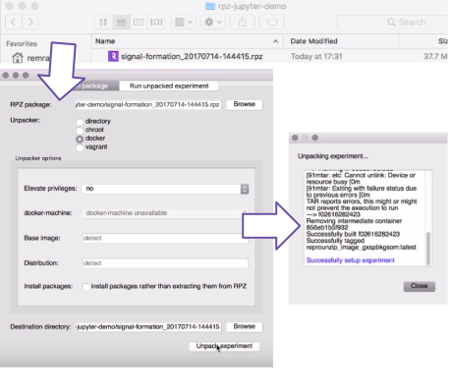 rpz-jupyter-demo
Search
Favorites
Name
Date Modified
remra
signal-formation_20170714-144415.rpz
Today at 17:31
37.7 M
package
Run unpacked experiment
RPZ package:
yter-demo/signal-formation_20170714-144415.rpz
Browse
Unpacker:
directory
chroot
docker
vagrant
Unpacker options
Elevate privileges:
no
docker-machine:
docker-machine unavailable
Base image:
detect
Distribution:
detect
Install packages:
install packages rather than extracting them from RPZ
Destination directory:
-jupyter-demo/signal-formation_20170714-144415
Browse
Unpack experiment
Unpacking experiment...
[91mtar: etc: Cannot unlink: Device or
resource busy [0m
[91mtar: Exiting with failure status due
to previous errors [0m
TAR reports errors, this might or might
not prevent the execution to run
---> f02616282423
Removing intermediate container
856eb1b5f932
Successfully built f02616282423
Successfully tagged
reprounzip_image_gxspbkgsom:latest
Successfully setup experiment
Close